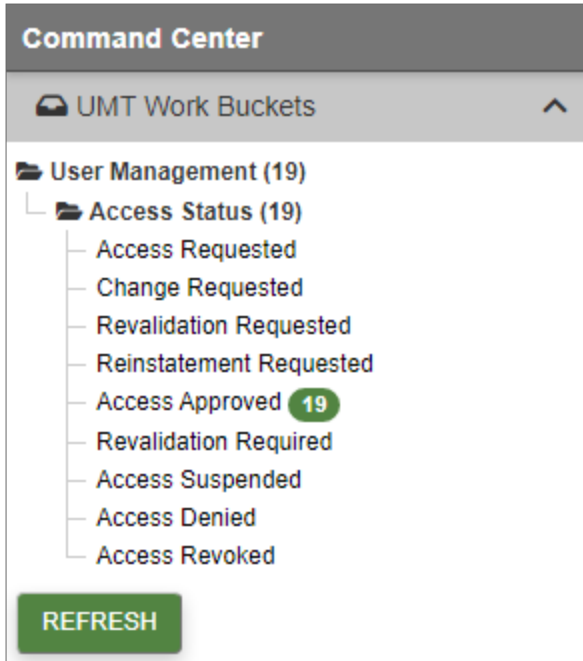 Command Center
UMT Work Buckets
User Management (19)
Access Status (19)
Access Requested
Change Requested
Revalidation Requested
Reinstatement Requested
Access Approved 19
Revalidation Required
Access Suspended
Access Denied
Access Revoked
REFRESH